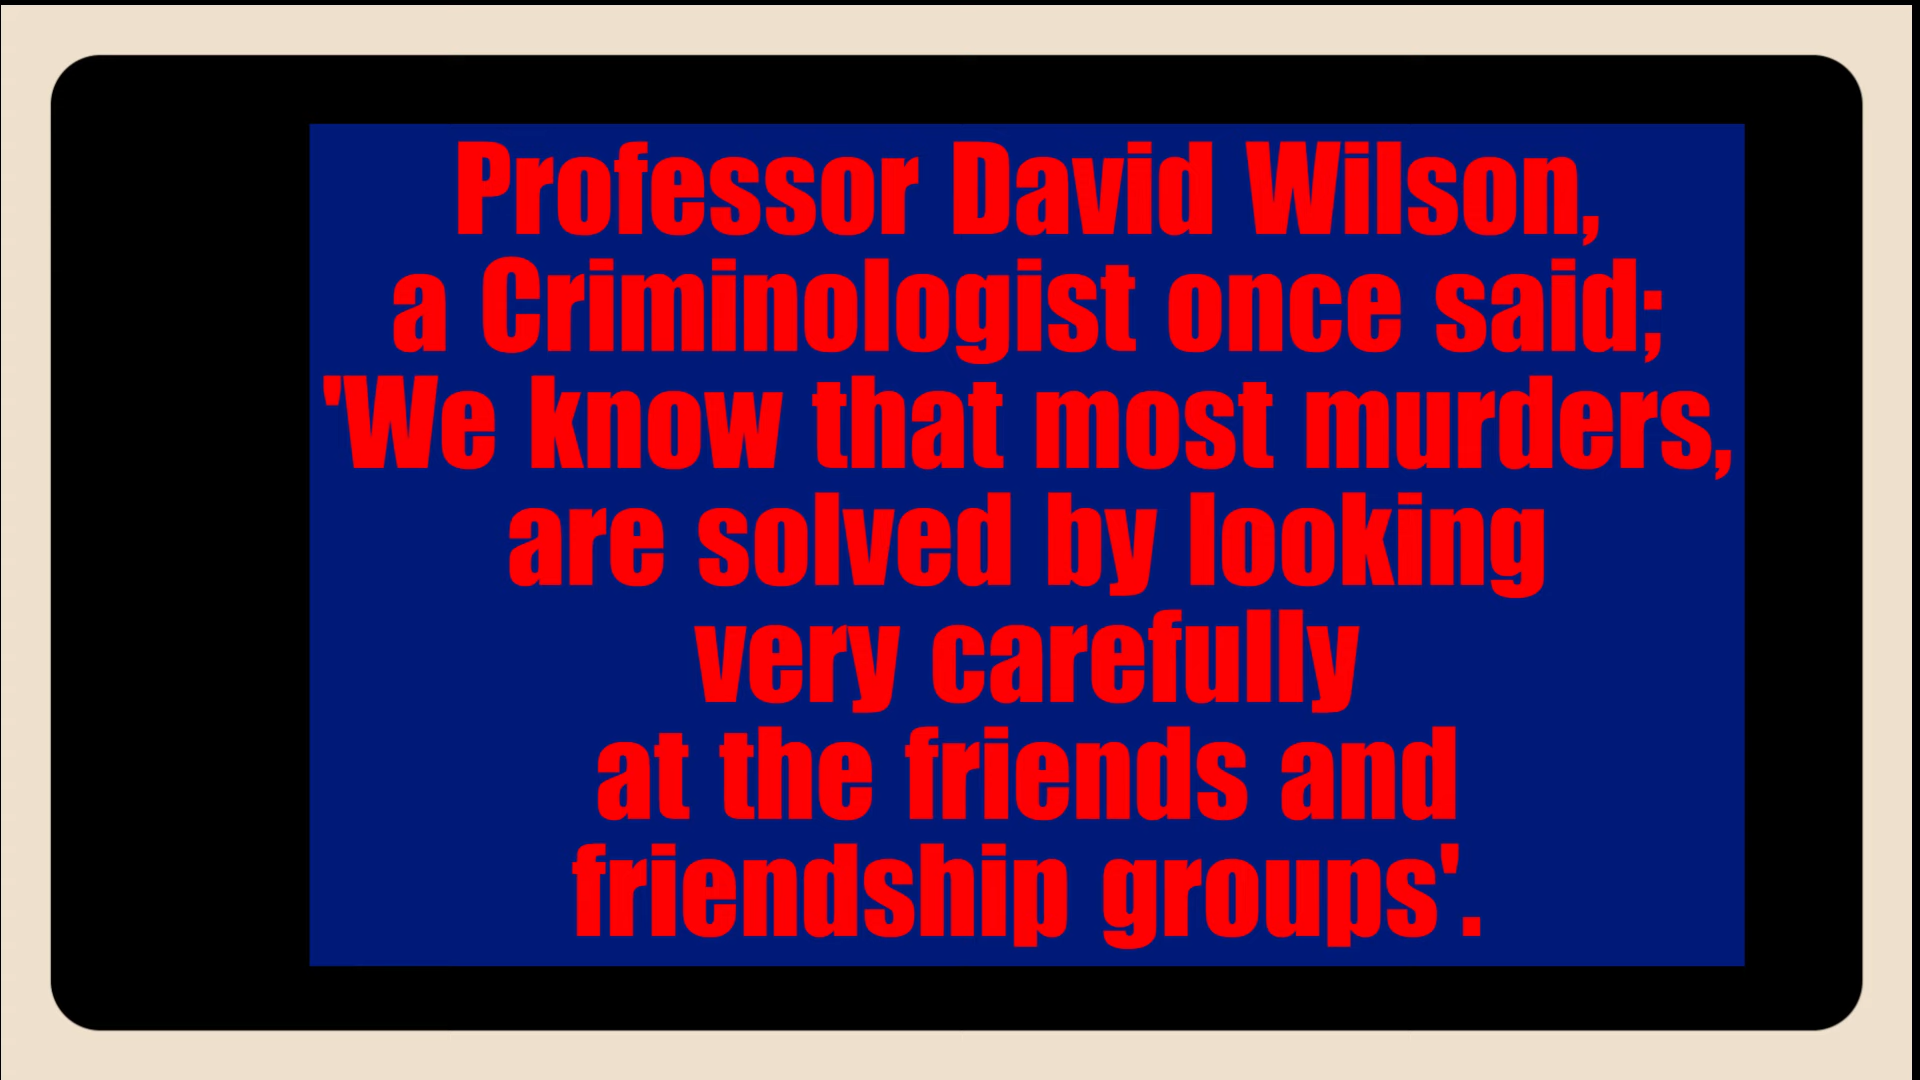 Professor David Wilson,
a Criminologist once said;
'We know that most murders,
are solved by looking
very carefully
at the friends and
friendship groups'.